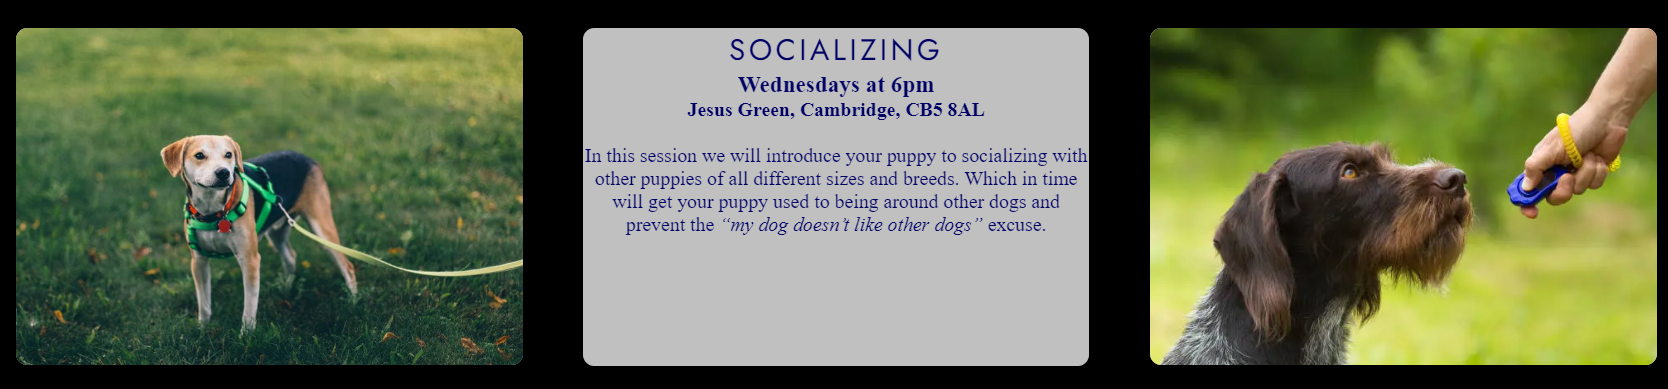 SOCIALIZING
Wednesdays at 6pm
Jesus Green, Cambridge, CB5 8AL
In this session we will introduce your puppy to socializing with
other puppies of all different sizes and breeds. Which in time
will get your puppy used to being around other dogs and
prevent the “my dog doesn’t like other dogs” excuse.